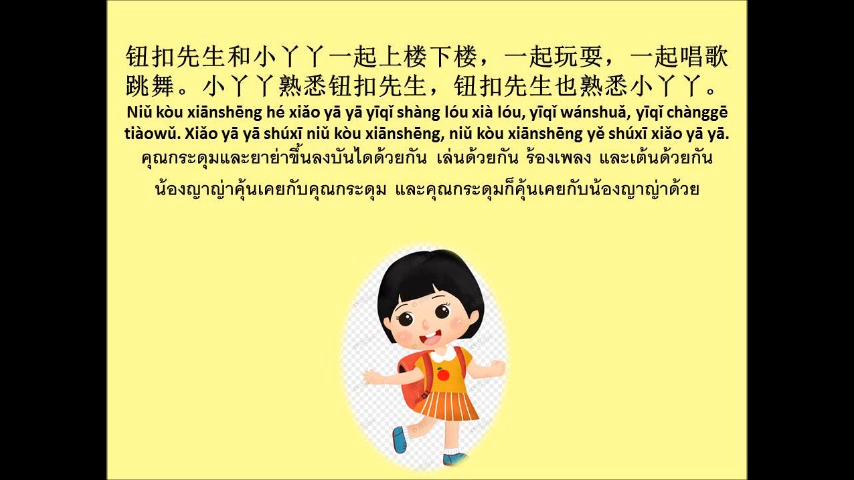 钮扣先生和小丫丫一起上楼下楼，一起玩耍，一起唱歌
跳舞。小丫丫熟悉钮扣先生，钮扣先生也熟悉小丫丫。
Niǔ kòu xiānshēng hé xiǎo yā yā yīqǐ shàng lóu xià lóu, yīqǐ wánshuǎ, yīqǐ chànggē
tiàowǔ. Xiǎo yā yā shúxī niǔ kòu xiānshēng, niǔ kòu xiānshēng yě shúxī xiǎo yā yā.
คุณกระดุมและยาย่าขึ้นลงบันไดด้วยกัน เล่นด้วยกัน ร้องเพลง และเต้นด้วยกัน
น้องญาญ่าคุ้นเคยกับคุณกระดุม และคุณกระดุมก็คุ้นเคยกับน้องญาญ่าด้วย